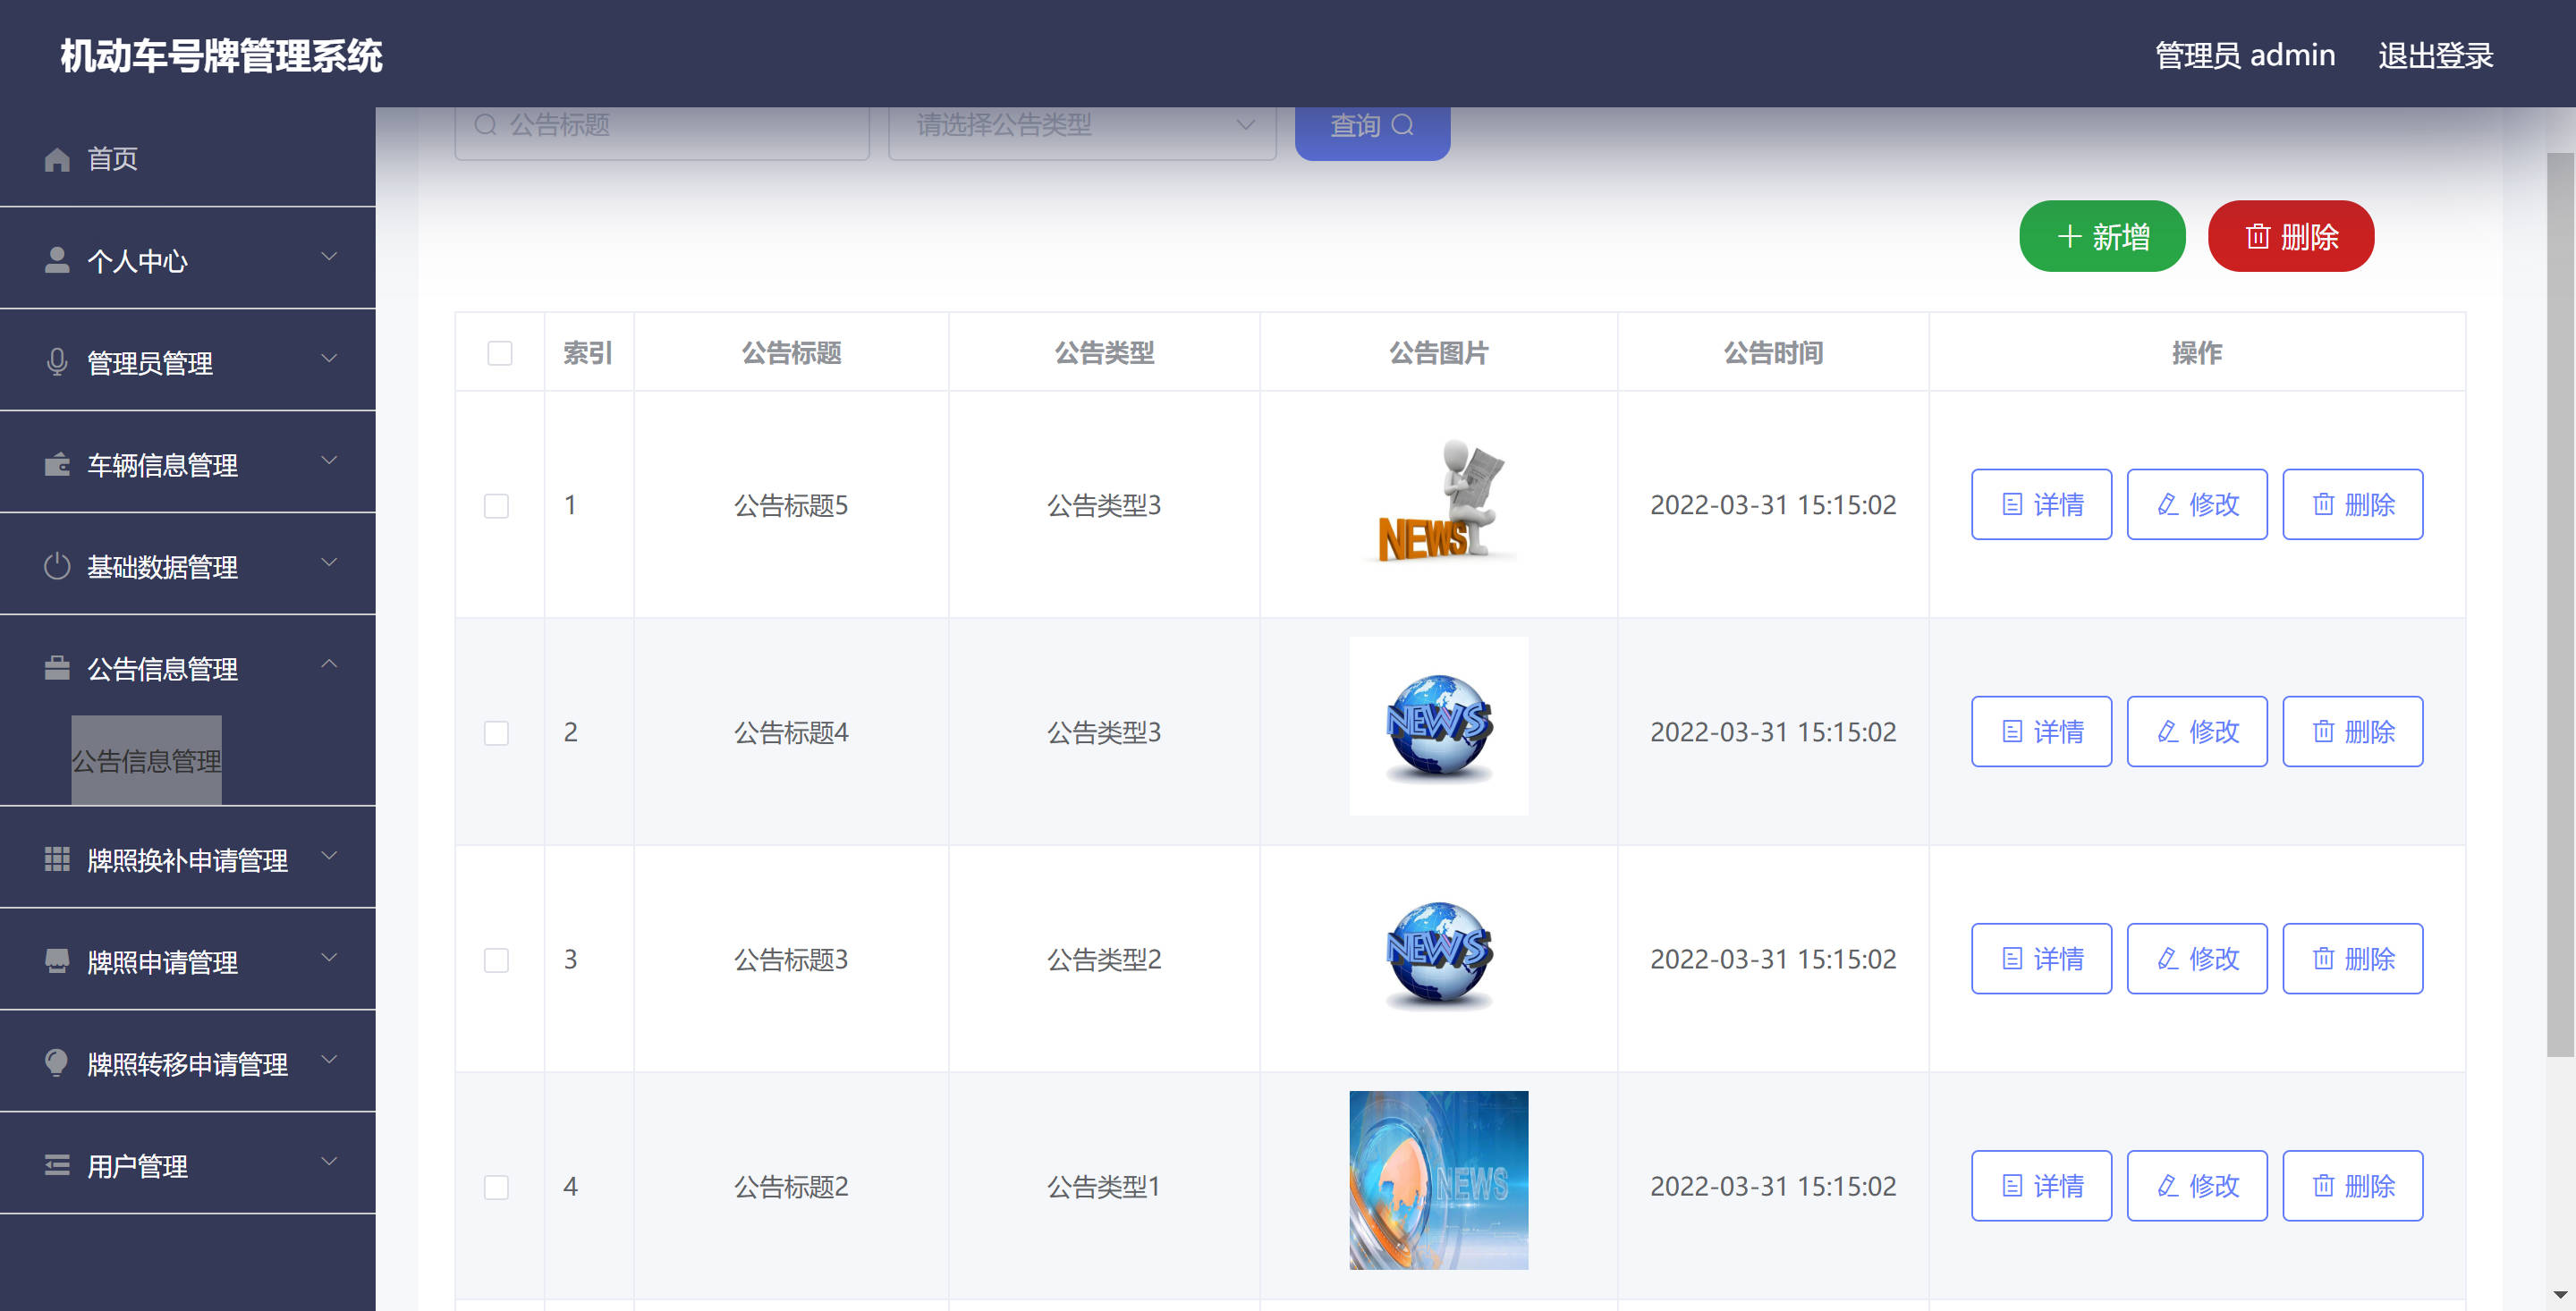 机动车号牌管理系统
管理员 admin 退出登录
首页
个人中心
管理员管理
车辆信息管理
基础数据管理
公告信息管理
公告信息管理
牌照换补申请管理
牌照申请管理
牌照转移申请管理
用户管理
公告标题 请选择公告类型 查询
新增 删除
索引 公告标题 公告类型 公告图片 公告时间 操作
1 公告标题5 公告类型3 NEWS 2022-03-31 15:15:02 详情 修改 删除
2 公告标题4 公告类型3 NEWS 2022-03-31 15:15:02 详情 修改 删除
3 公告标题3 公告类型2 NEWS 2022-03-31 15:15:02 详情 修改 删除
4 公告标题2 公告类型1 NEWS 2022-03-31 15:15:02 详情 修改 删除